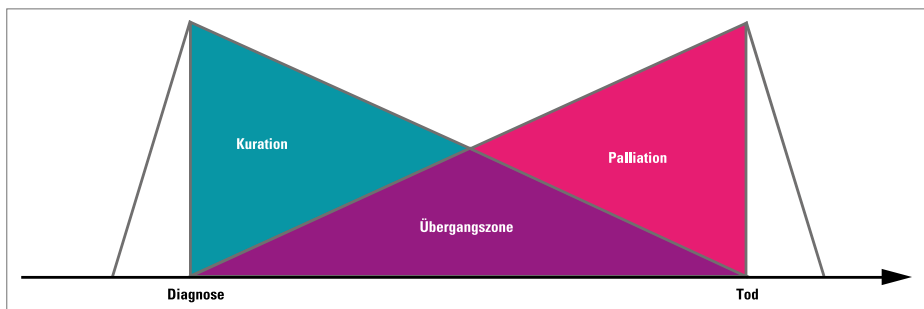 Kuration
Palliation
Übergangszone
Diagnose
Tod